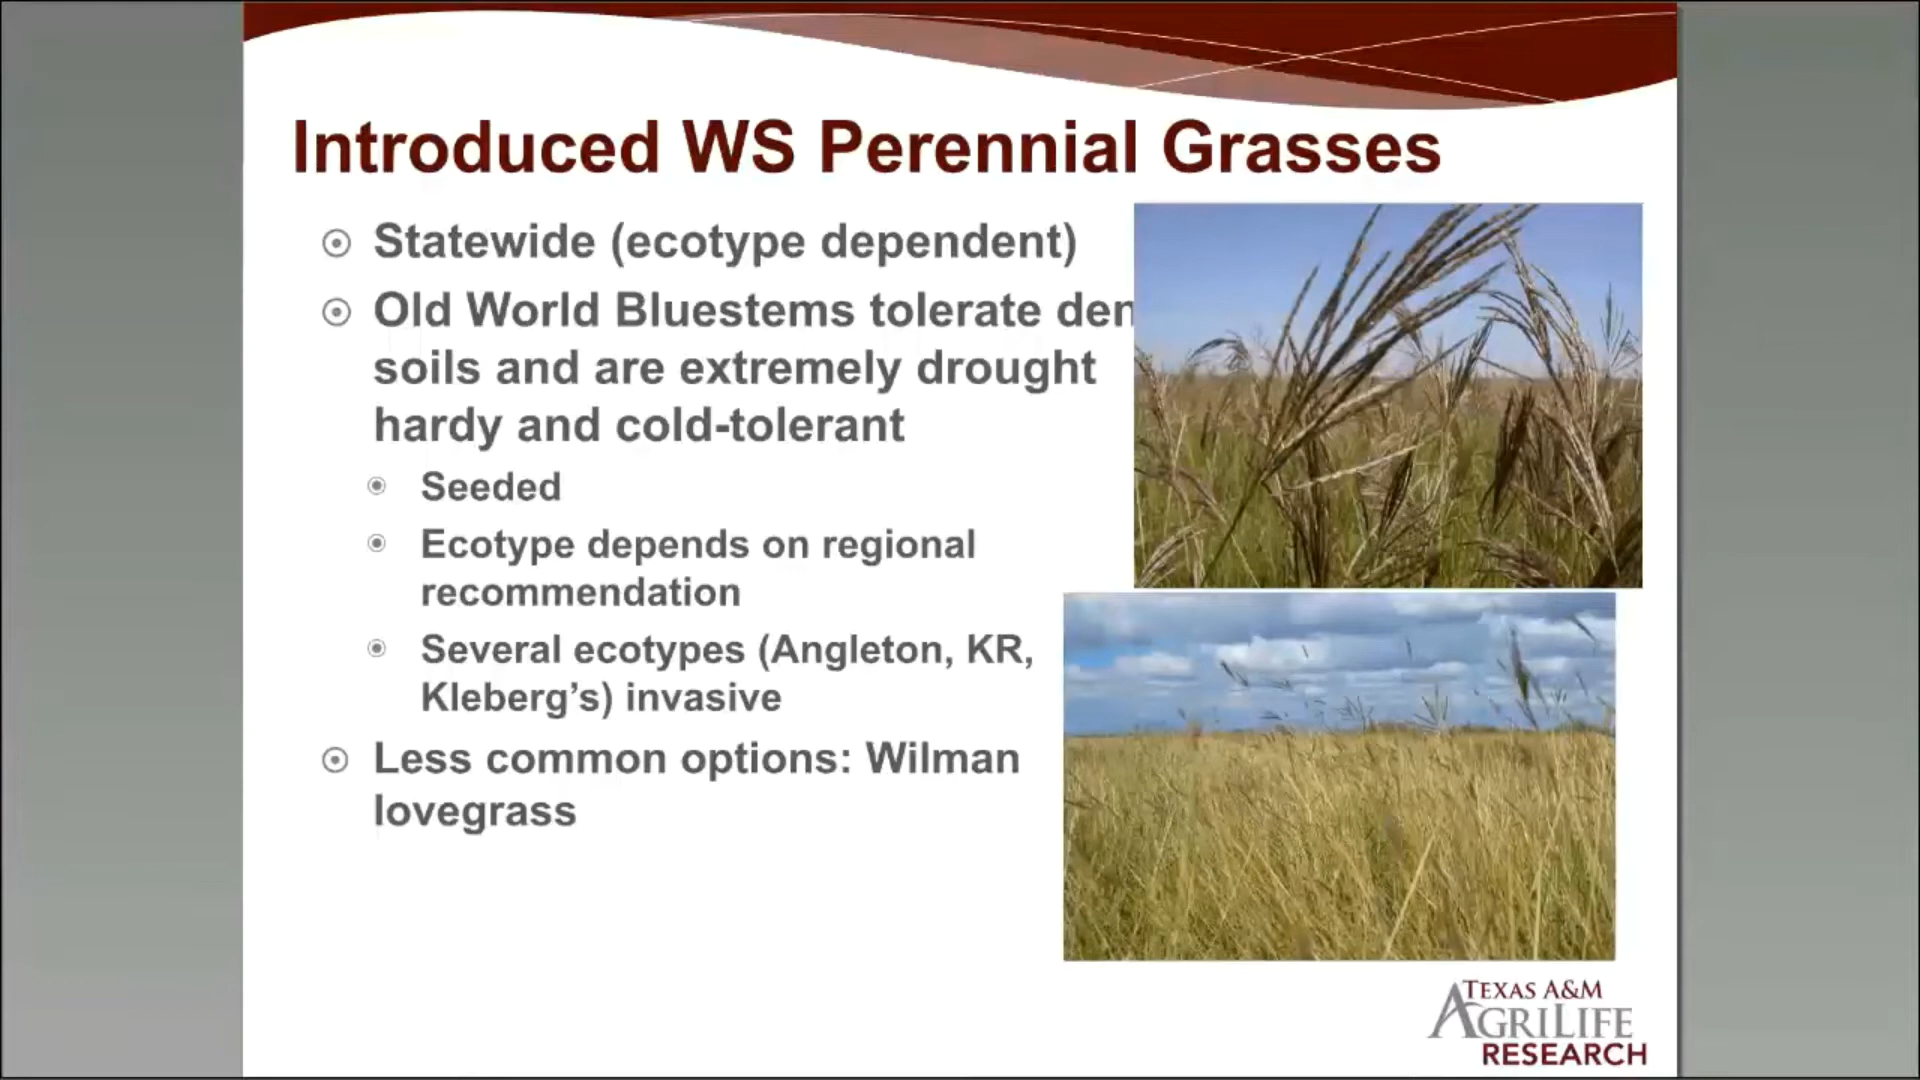 Introduced WS Perennial Grasses
Statewide (ecotype dependent)
Old World Bluestems tolerate
soils and are extremely drought
hardy and cold-tolerant
Seeded
Ecotype depends on regional
recommendation
Several ecotypes (Angleton, KR,
Kleberg’s) invasive
Less common options: Wilman
lovegrass
TEXAS A&M
AGRILIFE
RESEARCH